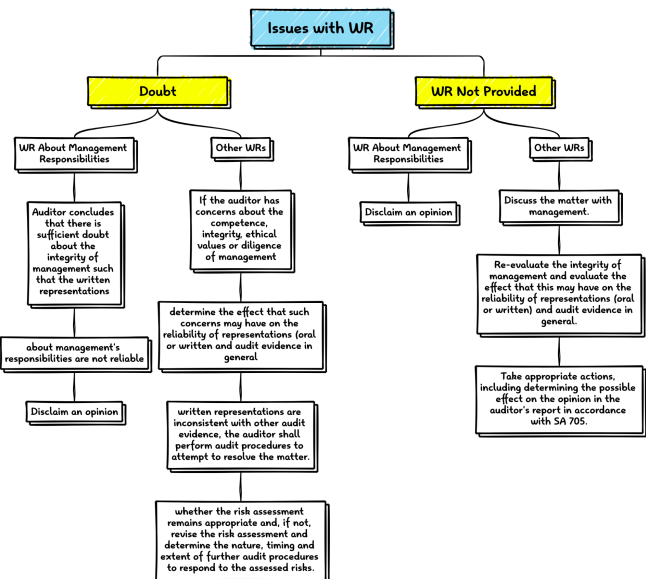 Issues with WR
Doubt
WR Not Provided
WR About Management
Responsibilities
Other WRs
WR About Management
Responsibilities
Other WRs
Auditor concludes
that there is
sufficient doubt
about the
integrity of
management such
that the written
representations
about management's
responsibilities are not reliable
Disclaim an opinion
If the auditor has
concerns about the
competence,
integrity, ethical
values or diligence
of management
determine the effect that such
concerns may have on the
reliability of representations (oral
or written and audit evidence in
general
written representations are
inconsistent with other audit
evidence, the auditor shall
perform audit procedures to
attempt to resolve the matter.
whether the risk assessment
remains appropriate and, if not,
revise the risk assessment and
determine the nature, timing and
extent of further audit procedures
to respond to the assessed risks.
Disclaim an opinion
Discuss the matter with
management.
Re-evaluate the integrity of
management and evaluate the
effect that this may have on the
reliability of representations (oral
or written) and audit evidence in
general.
Take appropriate actions,
including determining the possible
effect on the opinion in the
auditor's report in accordance
with SA 705.